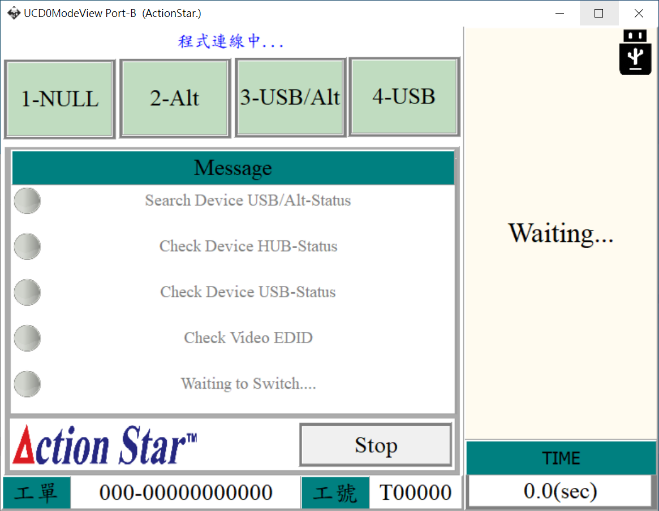 UCD0ModeView Port-B (ActionStar.)
程式連線中...
1-NULL
2-Alt
3-USB/Alt
4-USB
Message
Search Device USB/Alt-Status
Check Device HUB-Status
Check Device USB-Status
Check Video EDID
Waiting to Switch....
Action Star™
Stop
工單
000-00000000000
工號
T00000
Waiting...
TIME
0.0(sec)